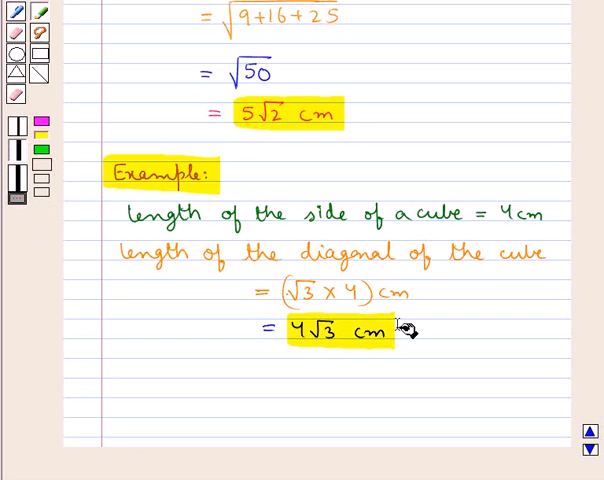 = √9+16+25
= √50
= 5√2 cm
Example:
length of the side of a cube = 4cm
length of the diagonal of the cube
= (√3 × 4) cm
= 4√3 cm